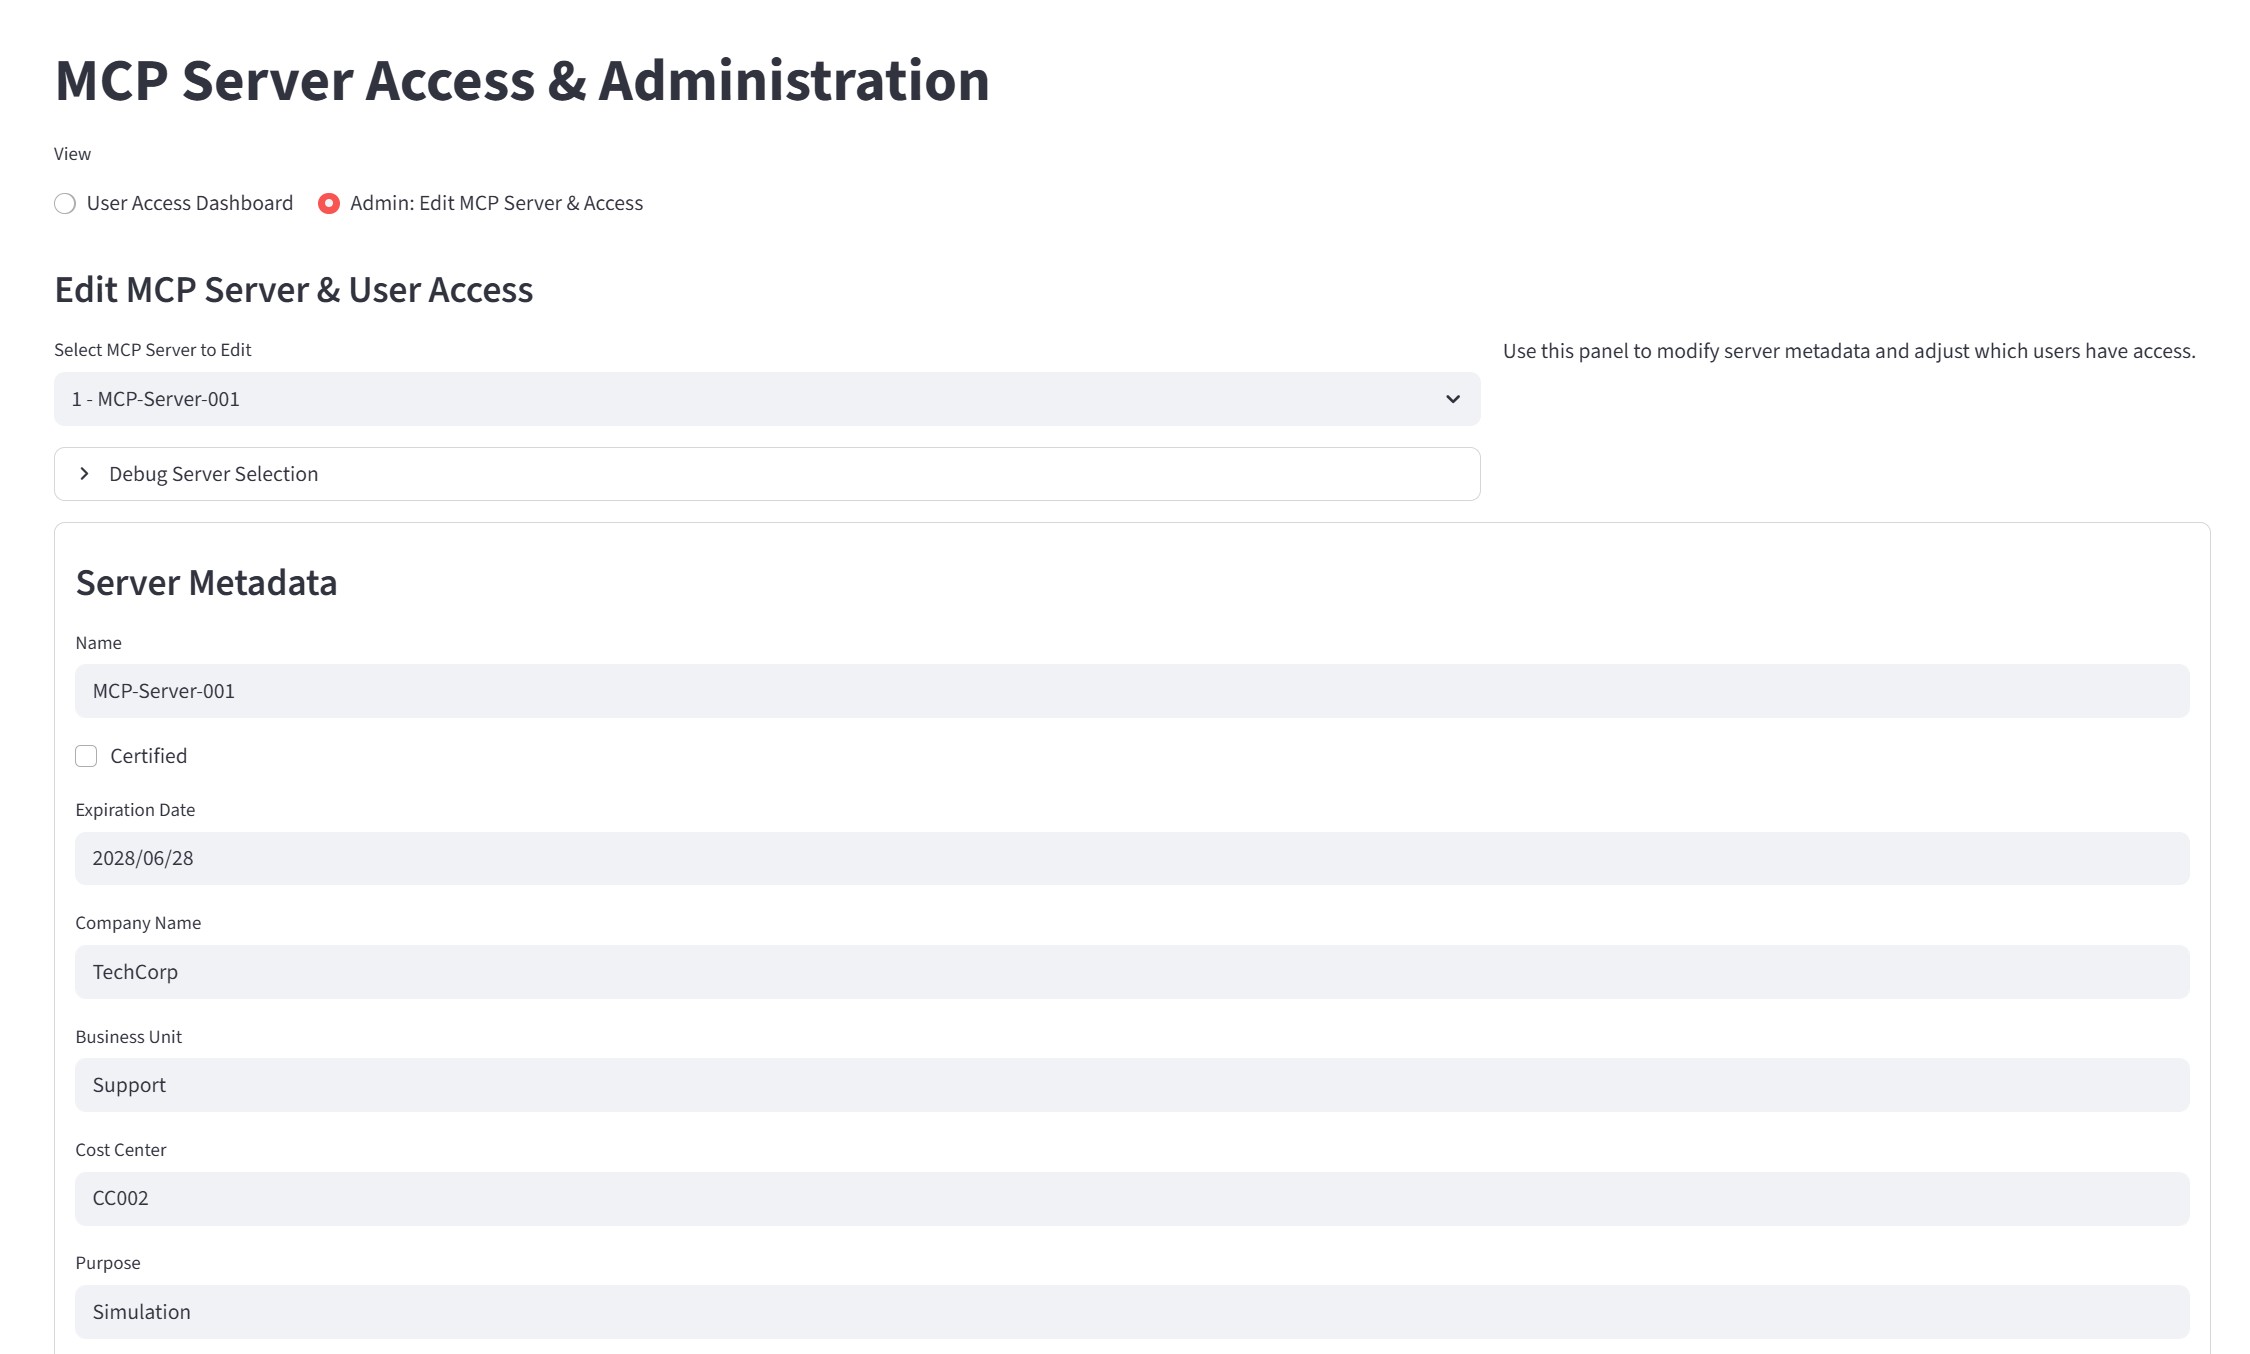 MCP Server Access & Administration
View
User Access Dashboard Admin: Edit MCP Server & Access
Edit MCP Server & User Access
Select MCP Server to Edit
1 - MCP-Server-001
Use this panel to modify server metadata and adjust which users have access.
Debug Server Selection
Server Metadata
Name
MCP-Server-001
Certified
Expiration Date
2028/06/28
Company Name
TechCorp
Business Unit
Support
Cost Center
CC002
Purpose
Simulation